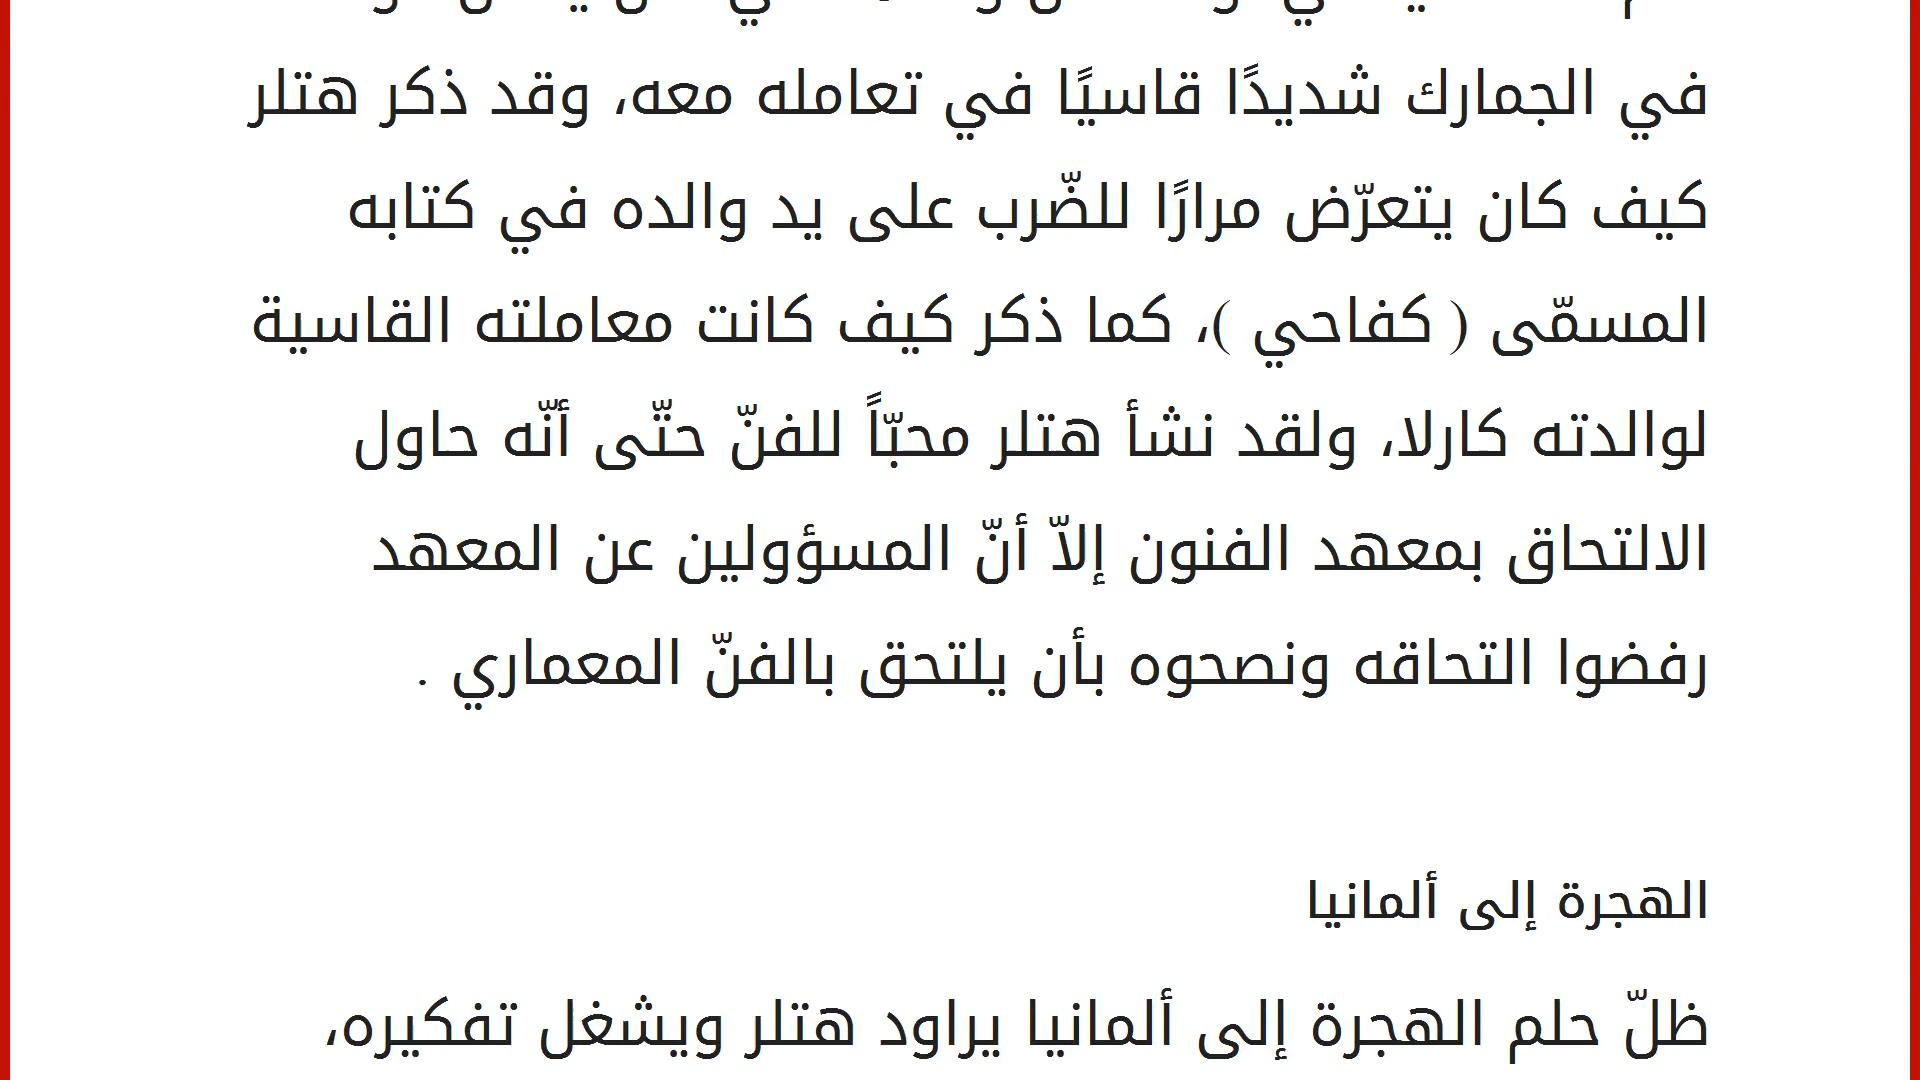 في الجمارك شديدًا قاسيًا في تعامله معه، وقد ذكر هتلر
كيف كان يتعرّض مرارًا للضّرب على يد والده في كتابه
المسمّى ( كفاحي )، كما ذكر كيف كانت معاملته القاسية
لوالدته كارلا، ولقد نشأ هتلر محبّاً للفنّ حتّى أنّه حاول
الالتحاق بمعهد الفنون إلاّ أنّ المسؤولين عن المعهد
رفضوا التحاقه ونصحوه بأن يلتحق بالفنّ المعماري .
الهجرة إلى ألمانيا
ظلّ حلم الهجرة إلى ألمانيا يراود هتلر ويشغل تفكيره،